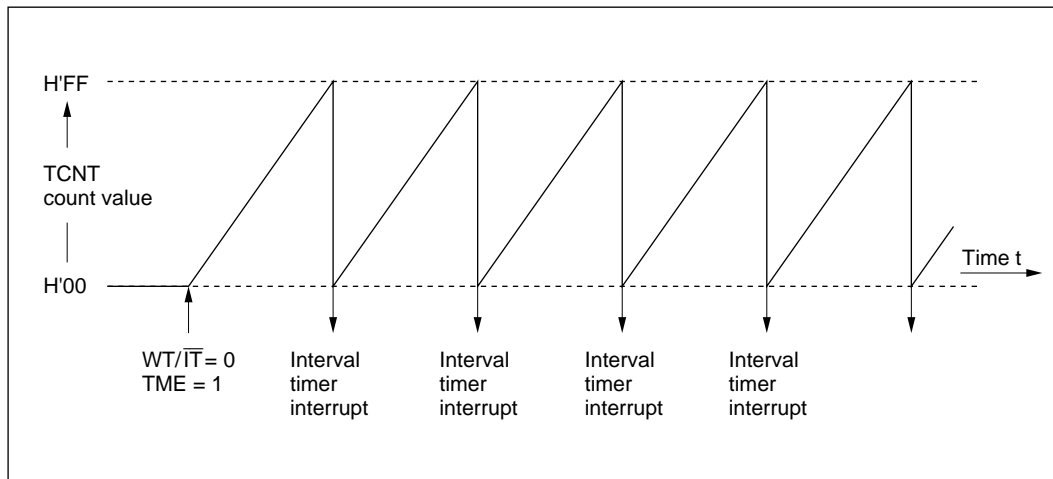 H'FF
TCNT
count value
H'00
Time t
WT/I̅T̅ = 0
TME = 1
Interval
timer
interrupt
Interval
timer
interrupt
Interval
timer
interrupt
Interval
timer
interrupt